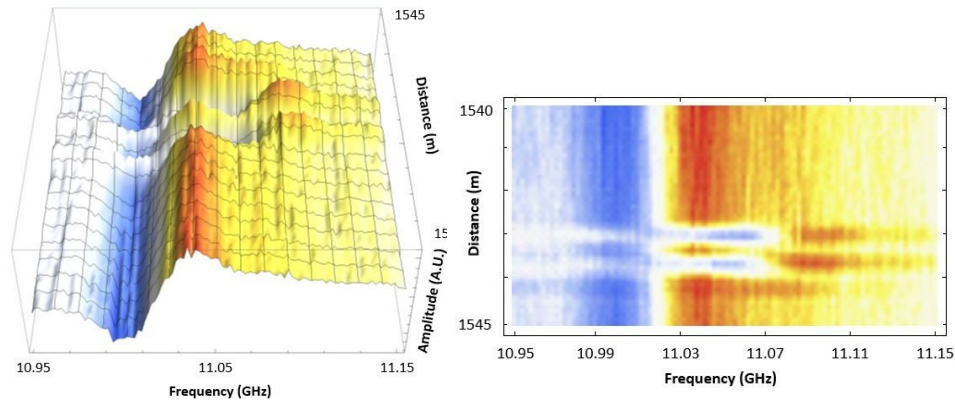 1545
Distance (m)
15
Amplitude (A.U.)
10.95
11.05
11.15
Frequency (GHz)
1540
Distance (m)
1545
10.95
10.99
11.03
11.07
11.11
11.15
Frequency (GHz)